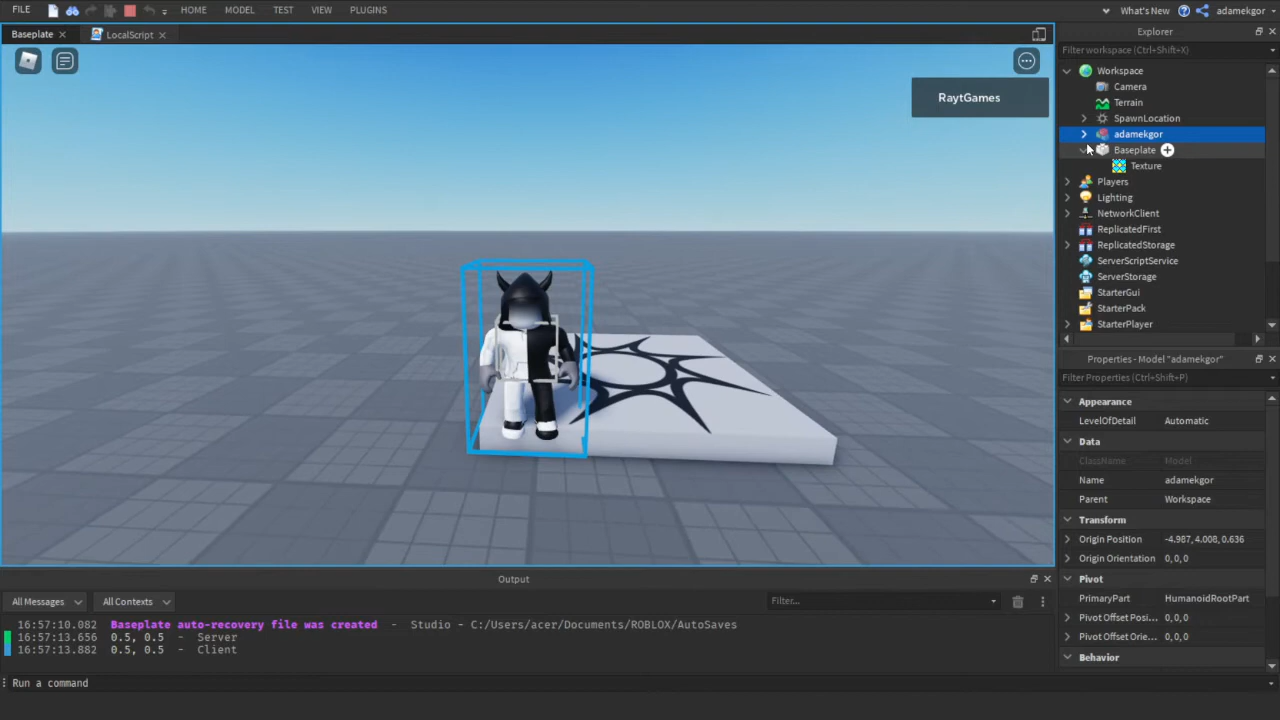 FILE HOME MODEL TEST VIEW PLUGINS What's New adamekgor
Baseplate LocalScript
RaytGames
Explorer
Filter workspace (Ctrl+Shift+X)
Workspace
Camera
Terrain
SpawnLocation
adamekgor
Baseplate
Texture
Players
Lighting
NetworkClient
ReplicatedFirst
ReplicatedStorage
ServerScriptService
ServerStorage
StarterGui
StarterPack
StarterPlayer
Properties - Model "adamekgor"
Filter Properties (Ctrl+Shift+P)
Appearance
LevelOfDetail Automatic
Data
ClassName Model
Name adamekgor
Parent Workspace
Transform
Origin Position -4.987, 4.008, 0.636
Origin Orientation 0, 0, 0
Pivot
PrimaryPart HumanoidRootPart
Pivot Offset Posi... 0, 0, 0
Pivot Offset Orie... 0, 0, 0
Behavior
Output
All Messages All Contexts Filter...
16:57:10.082 Baseplate auto-recovery file was created - Studio - C:/Users/acer/Documents/ROBLOX/AutoSaves
16:57:13.656 0.5, 0.5 - Server
16:57:13.882 0.5, 0.5 - Client
Run a command